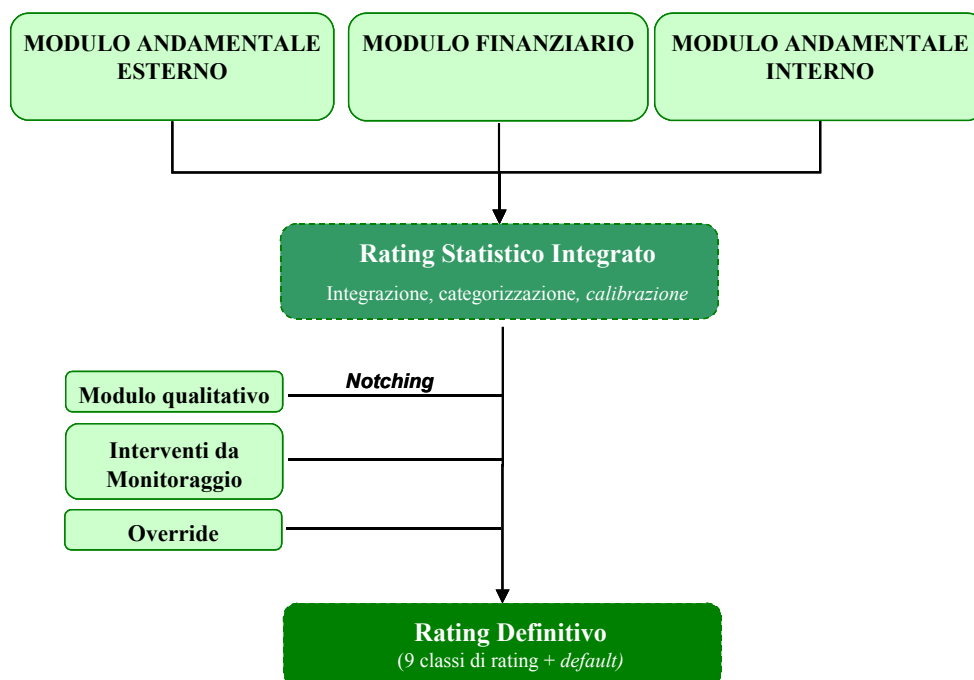 MODULO ANDAMENTALE
ESTERNO
MODULO FINANZIARIO
MODULO ANDAMENTALE
INTERNO
Rating Statistico Integrato
Integrazione, categorizzazione, calibrazione
Notching
Modulo qualitativo
Interventi da
Monitoraggio
Override
Rating Definitivo
(9 classi di rating + default)